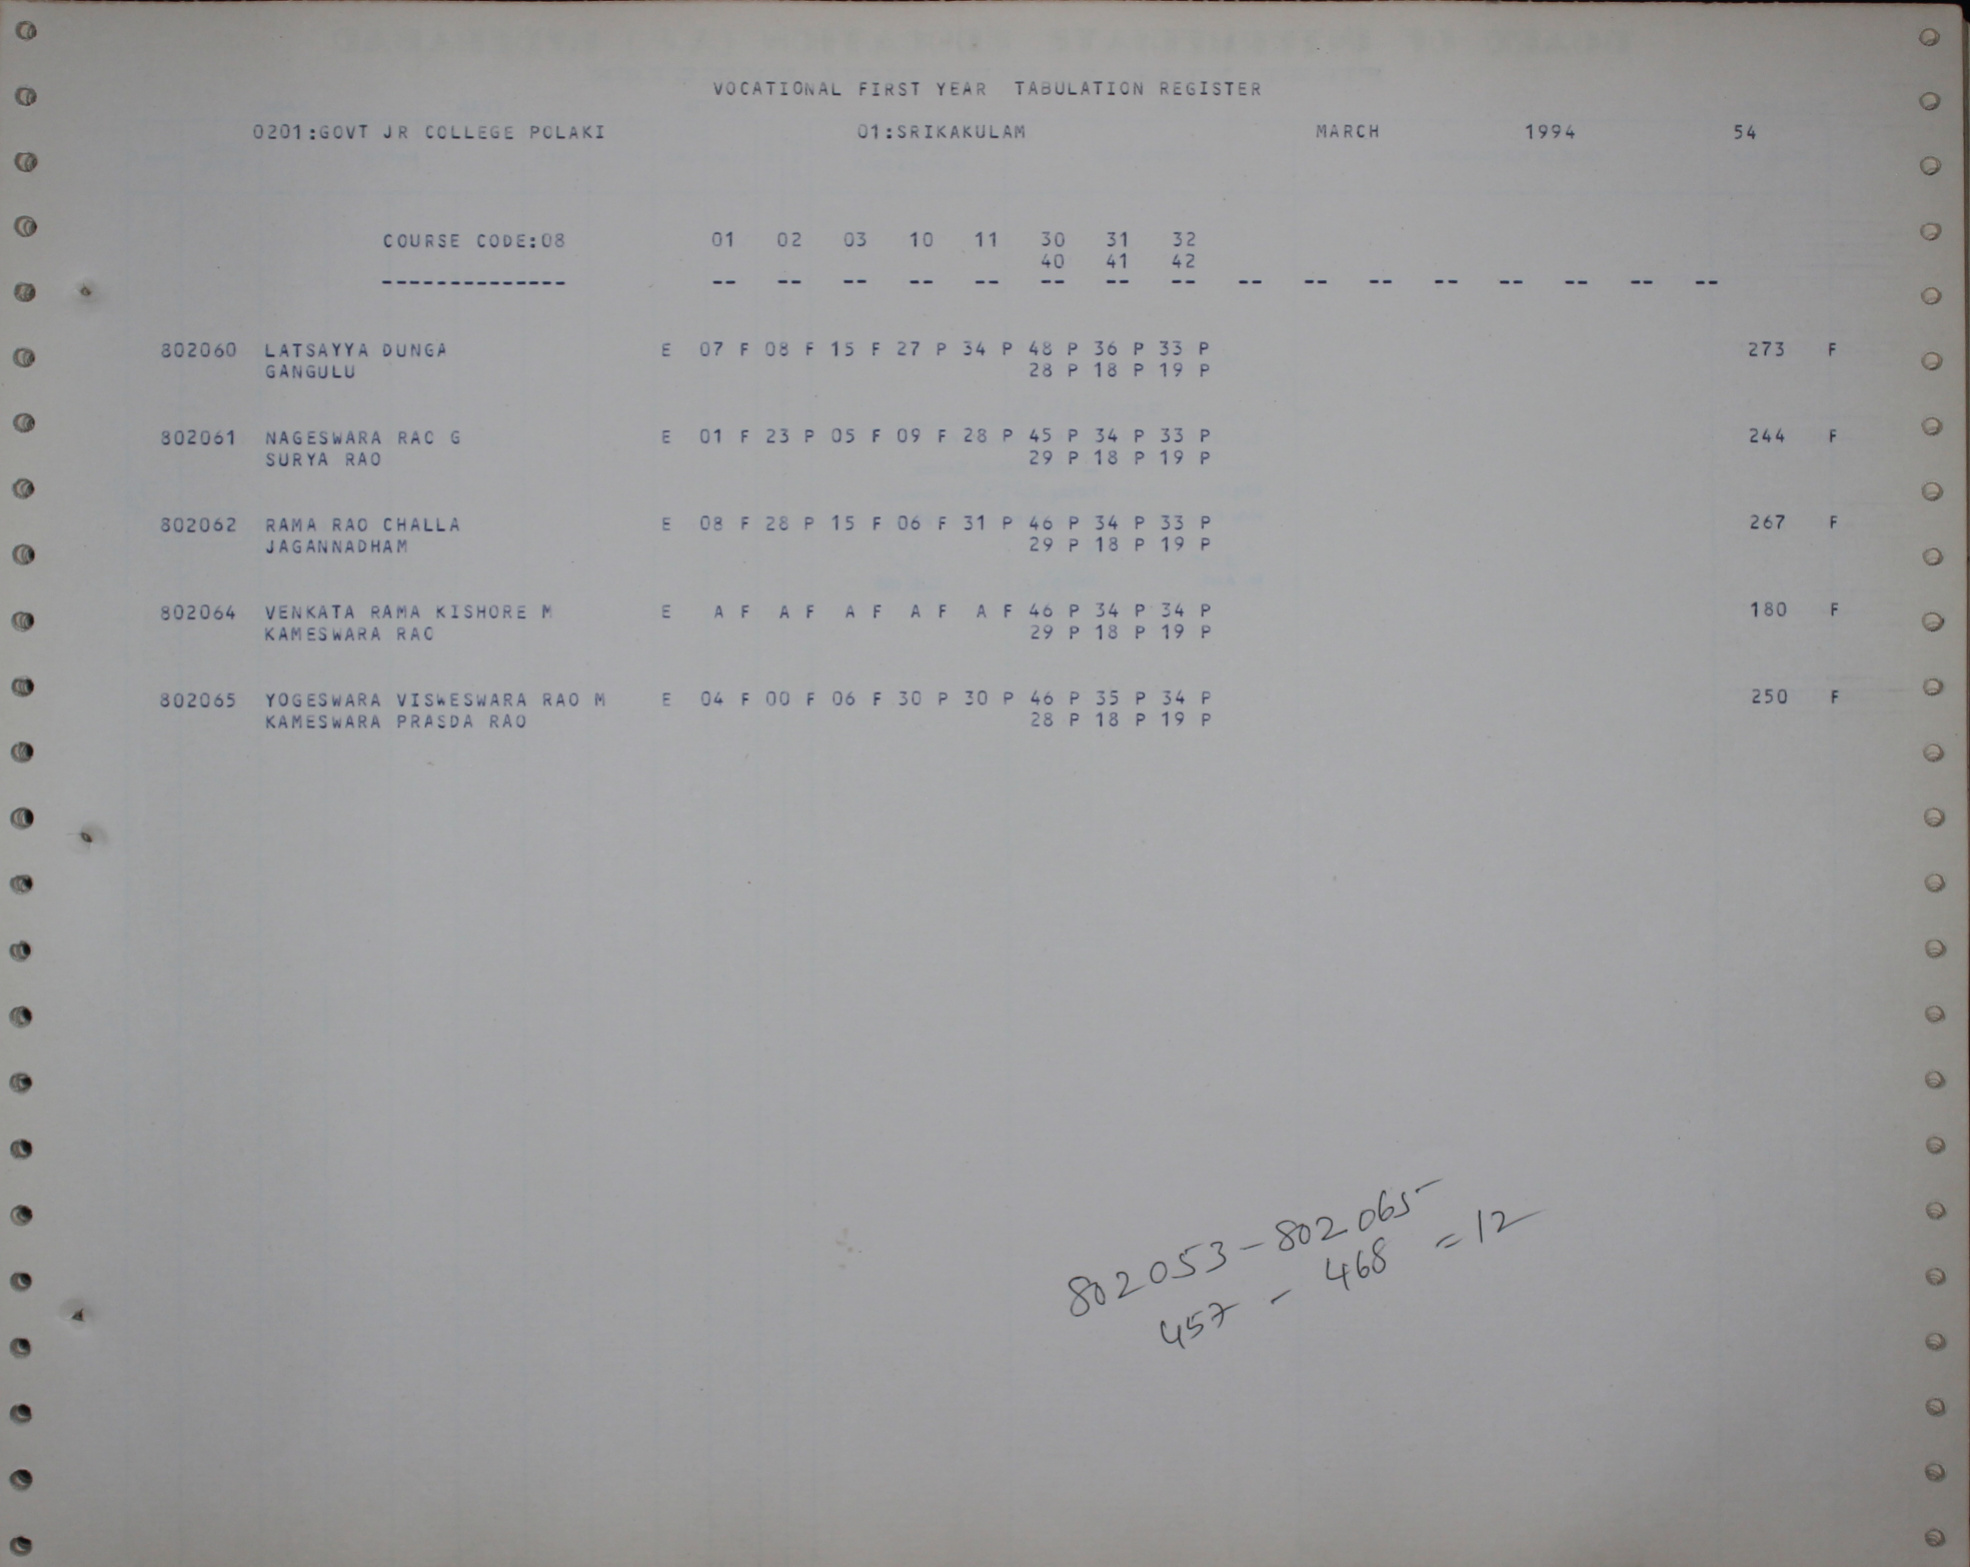 VOCATIONAL FIRST YEAR TABULATION REGISTER
0201:GOVT JR COLLEGE POLAKI 01:SRIKAKULAM MARCH 1994 54
COURSE CODE:08 01 02 03 10 11 30 31 32
40 41 42
-------------- -- -- -- -- -- -- -- -- -- -- -- -- -- -- -- --
802060 LATSAYYA DUNGA E 07 F 08 F 15 F 27 P 34 P 48 P 36 P 33 P 273 F
GANGULU 28 P 18 P 19 P
802061 NAGESWARA RAO G E 01 F 23 P 05 F 09 F 28 P 45 P 34 P 33 P 244 F
SURYA RAO 29 P 18 P 19 P
802062 RAMA RAO CHALLA E 08 F 28 P 15 F 06 F 31 P 46 P 34 P 33 P 267 F
JAGANNADHAM 29 P 18 P 19 P
802064 VENKATA RAMA KISHORE M E A F A F A F A F A F 46 P 34 P 34 P 180 F
KAMESWARA RAO 29 P 18 P 19 P
802065 YOGESWARA VISWESWARA RAO M E 04 F 00 F 06 F 30 P 30 P 46 P 35 P 34 P 250 F
KAMESWARA PRASDA RAO 28 P 18 P 19 P
802053-802065
457 - 468 = 12